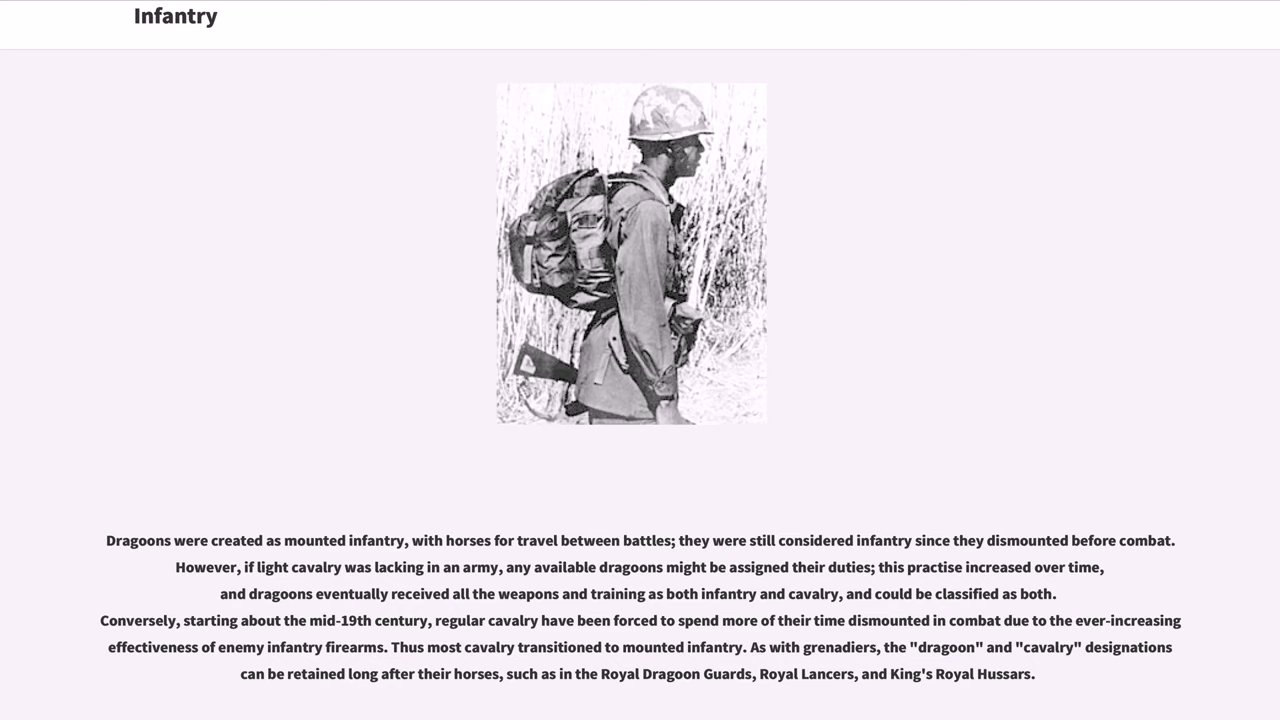 Infantry
Dragoons were created as mounted infantry, with horses for travel between battles; they were still considered infantry since they dismounted before combat.
However, if light cavalry was lacking in an army, any available dragoons might be assigned their duties; this practise increased over time,
and dragoons eventually received all the weapons and training as both infantry and cavalry, and could be classified as both.
Conversely, starting about the mid-19th century, regular cavalry have been forced to spend more of their time dismounted in combat due to the ever-increasing
effectiveness of enemy infantry firearms. Thus most cavalry transitioned to mounted infantry. As with grenadiers, the "dragoon" and "cavalry" designations
can be retained long after their horses, such as in the Royal Dragoon Guards, Royal Lancers, and King's Royal Hussars.